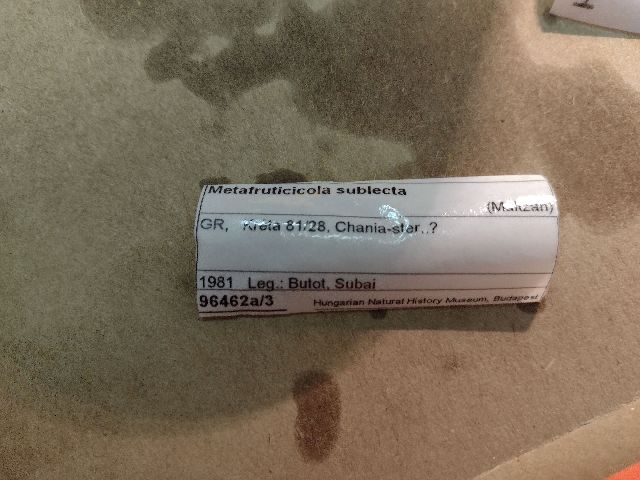 Metafruticicola sublecta
(Maltzan)
GR, Kreta 81/28, Chania-ster..?
1981 Leg.: Butot, Subai
96462a/3 Hungarian Natural History Museum, Budapest